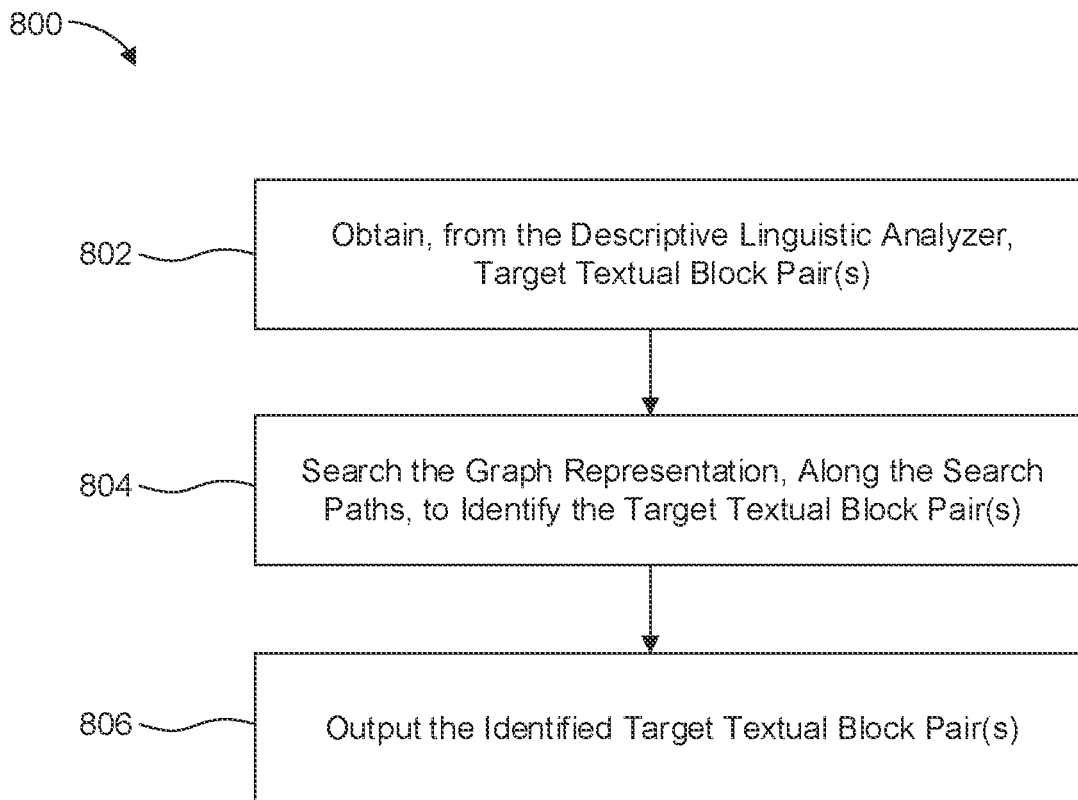 800
802
Obtain, from the Descriptive Linguistic Analyzer,
Target Textual Block Pair(s)
804
Search the Graph Representation, Along the Search
Paths, to Identify the Target Textual Block Pair(s)
806
Output the Identified Target Textual Block Pair(s)